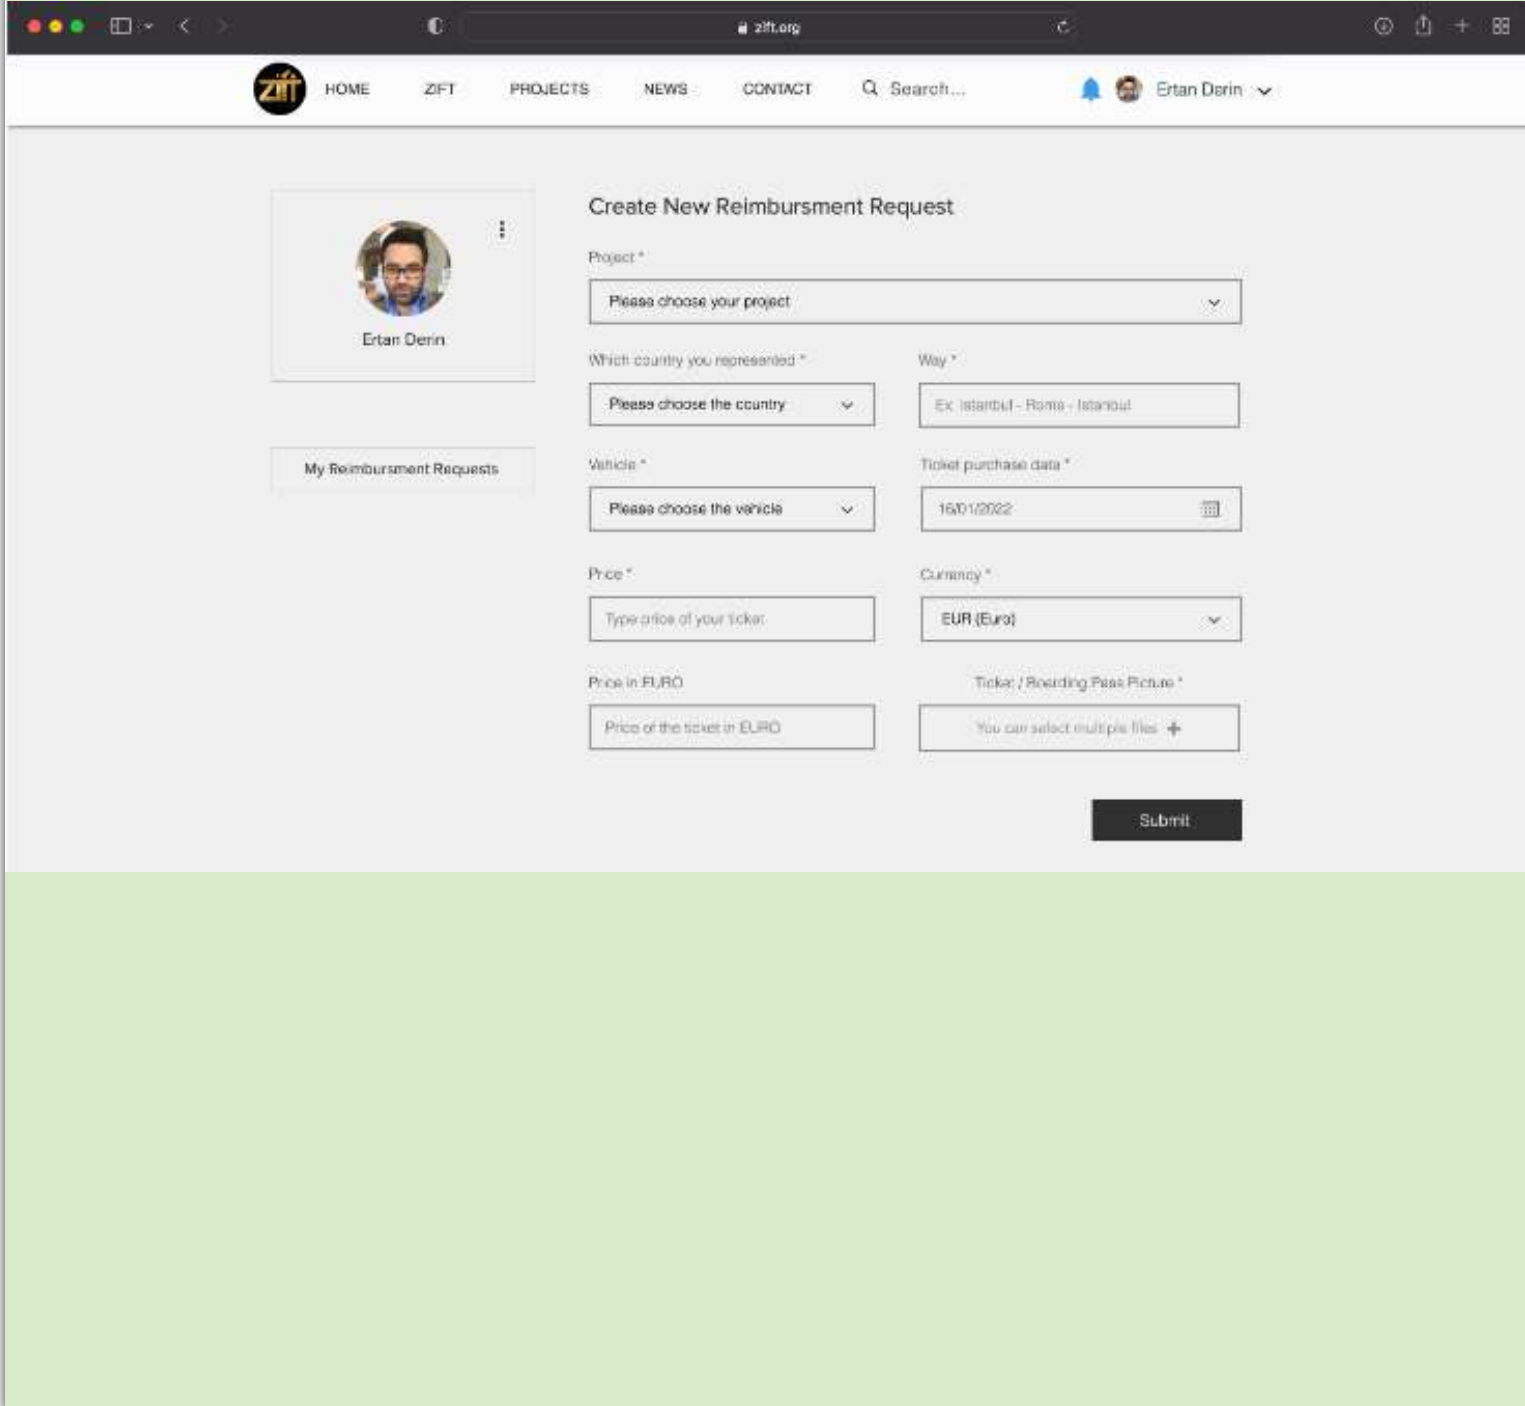 zift.org
zift HOME ZIFT PROJECTS NEWS CONTACT Search... Ertan Derin
Create New Reimbursment Request
Project *
Please choose your project
Ertan Derin
Which country you represented * Way *
Please choose the country Ex: Istanbul - Roma - Istanbul
My Reimbursment Requests
Vehicle * Ticket purchase data *
Please choose the vehicle 16/01/2022
Price * Currency *
Type price of your ticket EUR (Euro)
Price in EURO Ticket / Boarding Pass Picture *
Price of the ticket in EURO You can select multiple files +
Submit